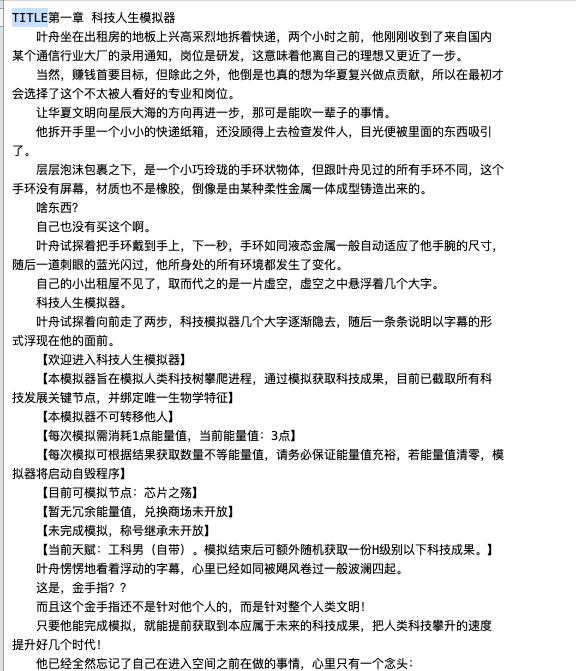 TITLE第一章 科技人生模拟器
叶舟坐在出租房的地板上兴高采烈地拆着快递，两个小时之前，他刚刚收到了来自国内
某个通信行业大厂的录用通知，岗位是研发，这意味着他离自己的理想又更近了一步。
当然，赚钱首要目标，但除此之外，他倒是也真的想为华夏复兴做点贡献，所以在最初才
会选择了这个不太被人看好的专业和岗位。
让华夏文明向星辰大海的方向再进一步，那可是能吹一辈子的事情。
他拆开手里一个小小的快递纸箱，还没顾得上去检查发件人，目光便被里面的东西吸引
了。
层层泡沫包裹之下，是一个小巧玲珑的手环状物体，但跟叶舟见过的所有手环不同，这个
手环没有屏幕，材质也不是橡胶，倒像是由某种柔性金属一体成型铸造出来的。
啥东西？
自己也没有买这个啊。
叶舟试探着把手环戴到手上，下一秒，手环如同液态金属一般自动适应了他手腕的尺寸，
随后一道刺眼的蓝光闪过，他所身处的所有环境都发生了变化。
自己的小出租屋不见了，取而代之的是一片虚空，虚空之中悬浮着几个大字。
科技人生模拟器。
叶舟试探着向前走了两步，科技模拟器几个大字逐渐隐去，随后一条条说明以字幕的形
式浮现在他的面前。
【欢迎进入科技人生模拟器】
【本模拟器旨在模拟人类科技树攀爬进程，通过模拟获取科技成果，目前已截取所有科
技发展关键节点，并绑定唯一生物学特征】
【本模拟器不可转移他人】
【每次模拟需消耗1点能量值，当前能量值：3点】
【每次模拟可根据结果获取数量不等能量值，请务必保证能量值充裕，若能量值清零，模
拟器将启动自毁程序】
【目前可模拟节点：芯片之殇】
【暂无冗余能量值，兑换商场未开放】
【未完成模拟，称号继承未开放】
【当前天赋：工科男（自带）。模拟结束后可额外随机获取一份H级别以下科技成果。】
叶舟愣愣地看着浮动的字幕，心里已经如同被飓风卷过一般波澜四起。
这是，金手指？？
而且这个金手指还不是针对他个人的，而是针对整个人类文明！
只要他能完成模拟，就能提前获取到本应属于未来的科技成果，把人类科技攀升的速度
提升好几个时代！
他已经全然忘记了自己在进入空间之前在做的事情，心里只有一个念头：